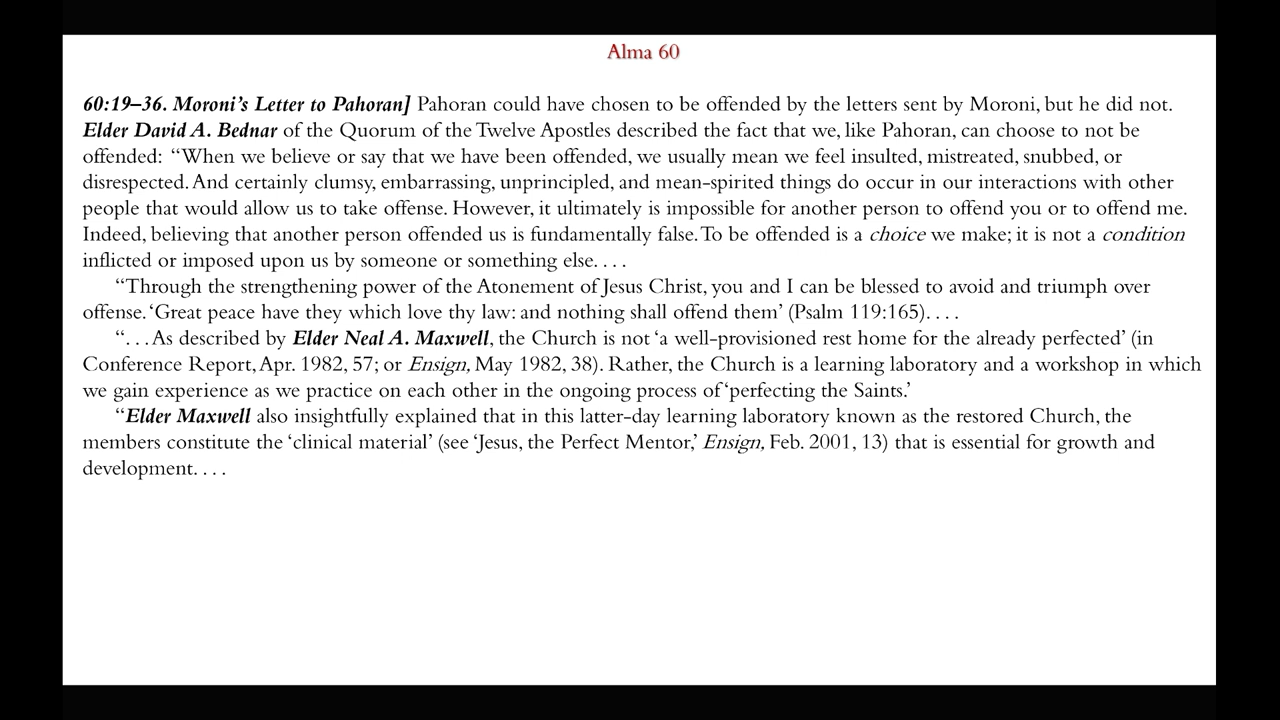 Alma 60
60:19–36. Moroni's Letter to Pahoran] Pahoran could have chosen to be offended by the letters sent by Moroni, but he did not.
Elder David A. Bednar of the Quorum of the Twelve Apostles described the fact that we, like Pahoran, can choose to not be
offended: “When we believe or say that we have been offended, we usually mean we feel insulted, mistreated, snubbed, or
disrespected. And certainly clumsy, embarrassing, unprincipled, and mean-spirited things do occur in our interactions with other
people that would allow us to take offense. However, it ultimately is impossible for another person to offend you or to offend me.
Indeed, believing that another person offended us is fundamentally false. To be offended is a choice we make; it is not a condition
inflicted or imposed upon us by someone or something else. . . .
“Through the strengthening power of the Atonement of Jesus Christ, you and I can be blessed to avoid and triumph over
offense. ‘Great peace have they which love thy law: and nothing shall offend them’ (Psalm 119:165). . . .
“. . . As described by Elder Neal A. Maxwell, the Church is not ‘a well-provisioned rest home for the already perfected’ (in
Conference Report, Apr. 1982, 57; or Ensign, May 1982, 38). Rather, the Church is a learning laboratory and a workshop in which
we gain experience as we practice on each other in the ongoing process of ‘perfecting the Saints.’
“Elder Maxwell also insightfully explained that in this latter-day learning laboratory known as the restored Church, the
members constitute the ‘clinical material’ (see ‘Jesus, the Perfect Mentor,’ Ensign, Feb. 2001, 13) that is essential for growth and
development. . . .